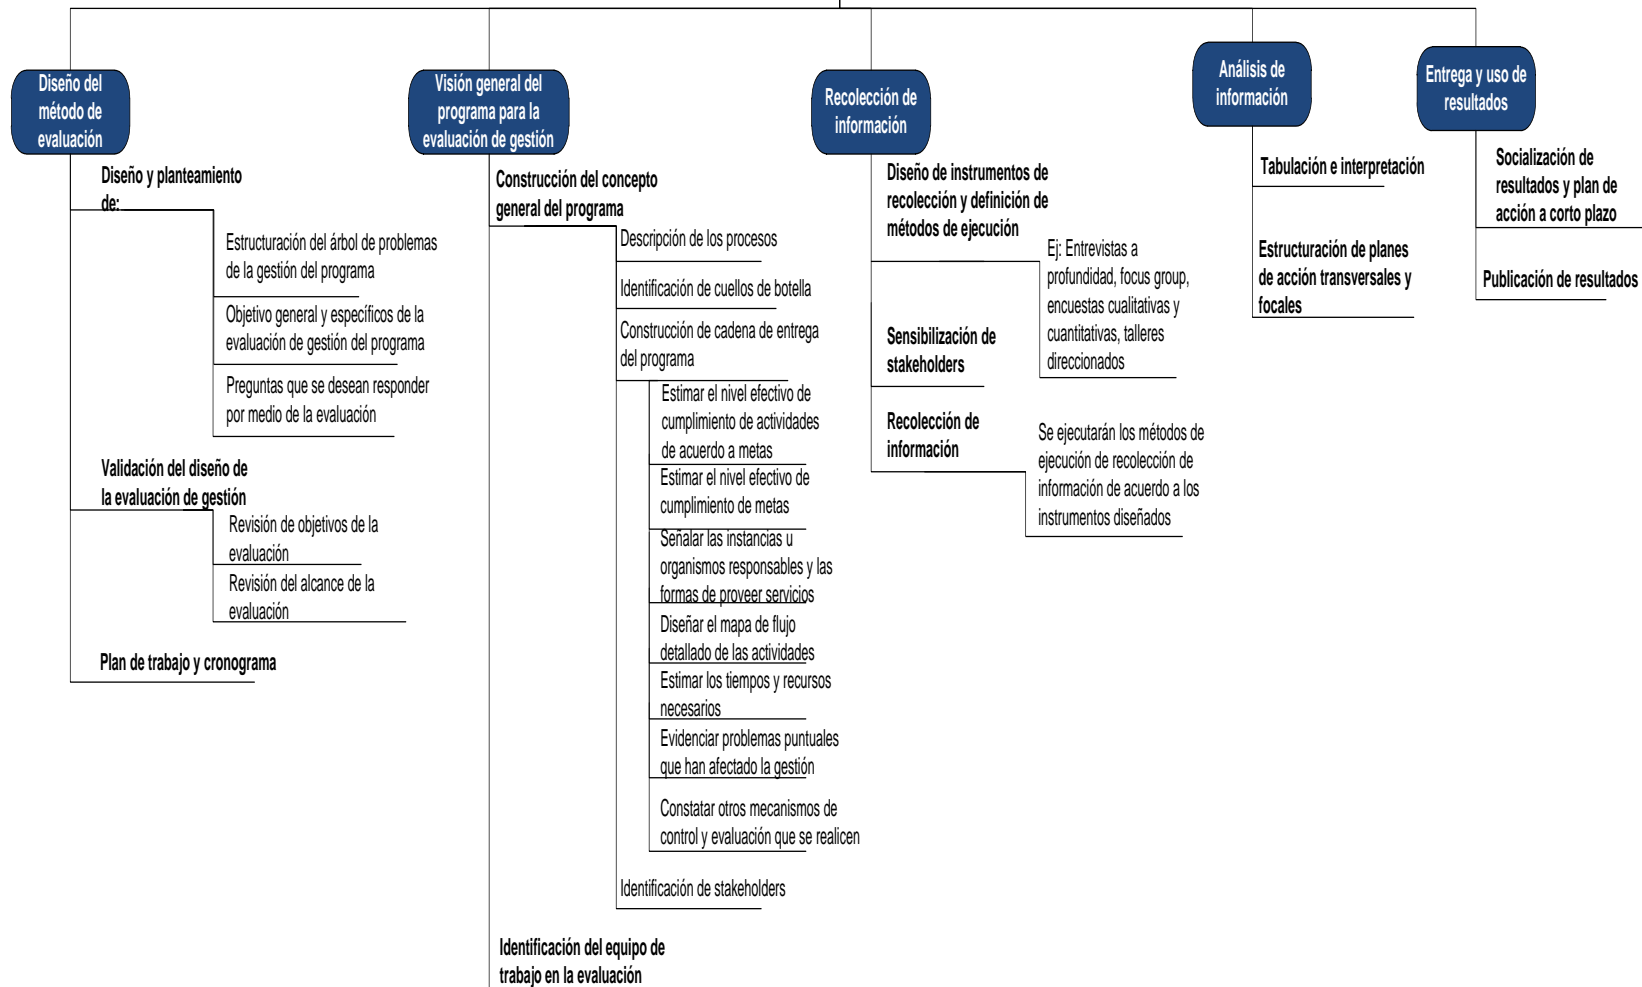 Diseño del
método de
evaluación
Diseño y planteamiento
de:
Estructuración del árbol de problemas
de la gestión del programa
Objetivo general y específicos de la
evaluación de gestión del programa
Preguntas que se desean responder
por medio de la evaluación
Validación del diseño de
la evaluación de gestión
Revisión de objetivos de la
evaluación
Revisión del alcance de la
evaluación
Plan de trabajo y cronograma
Visión general del
programa para la
evaluación de gestión
Construcción del concepto
general del programa
Descripción de los procesos
Identificación de cuellos de botella
Construcción de cadena de entrega
del programa
Estimar el nivel efectivo de
cumplimiento de actividades
de acuerdo a metas
Estimar el nivel efectivo de
cumplimiento de metas
Señalar las instancias u
organismos responsables y las
formas de proveer servicios
Diseñar el mapa de flujo
detallado de las actividades
Estimar los tiempos y recursos
necesarios
Evidenciar problemas puntuales
que han afectado la gestión
Constatar otros mecanismos de
control y evaluación que se realicen
Identificación de stakeholders
Identificación del equipo de
trabajo en la evaluación
Recolección de
información
Diseño de instrumentos de
recolección y definición de
métodos de ejecución
Ej: Entrevistas a
profundidad, focus group,
encuestas cualitativas y
cuantitativas, talleres
direccionados
Sensibilización de
stakeholders
Recolección de
información
Se ejecutarán los métodos de
ejecución de recolección de
información de acuerdo a los
instrumentos diseñados
Análisis de
información
Tabulación e interpretación
Estructuración de planes
de acción transversales y
focales
Entrega y uso de
resultados
Socialización de
resultados y plan de
acción a corto plazo
Publicación de resultados